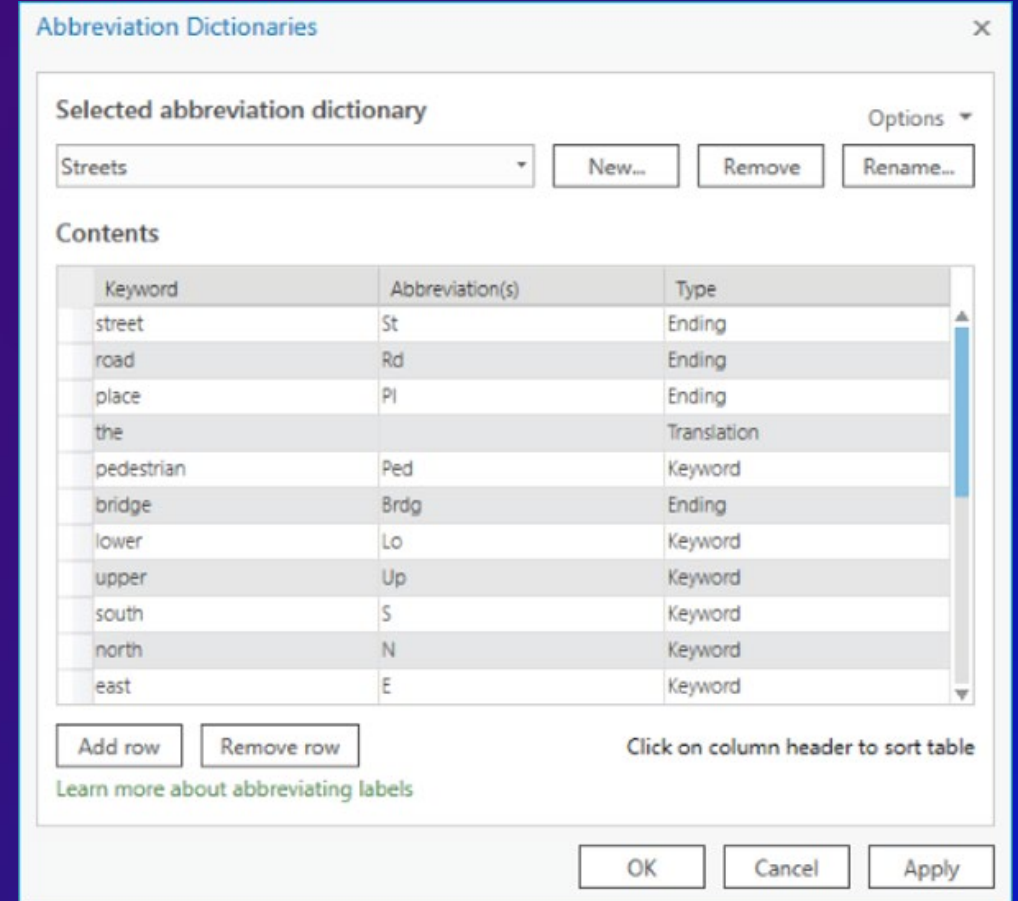 Abbreviation Dictionaries
Selected abbreviation dictionary
Options
Streets New... Remove Rename...
Contents
Keyword Abbreviation(s) Type
street St Ending
road Rd Ending
place Pl Ending
the Translation
pedestrian Ped Keyword
bridge Brdg Ending
lower Lo Keyword
upper Up Keyword
south S Keyword
north N Keyword
east E Keyword
Add row Remove row Click on column header to sort table
Learn more about abbreviating labels
OK Cancel Apply